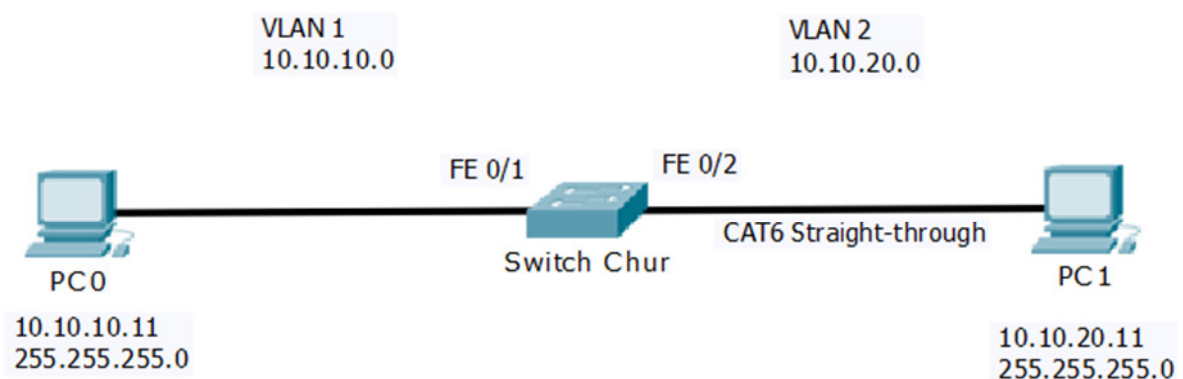 VLAN 1
10.10.10.0
VLAN 2
10.10.20.0
FE 0/1
FE 0/2
CAT6 Straight-through
Switch Chur
PC0
10.10.10.11
255.255.255.0
PC1
10.10.20.11
255.255.255.0